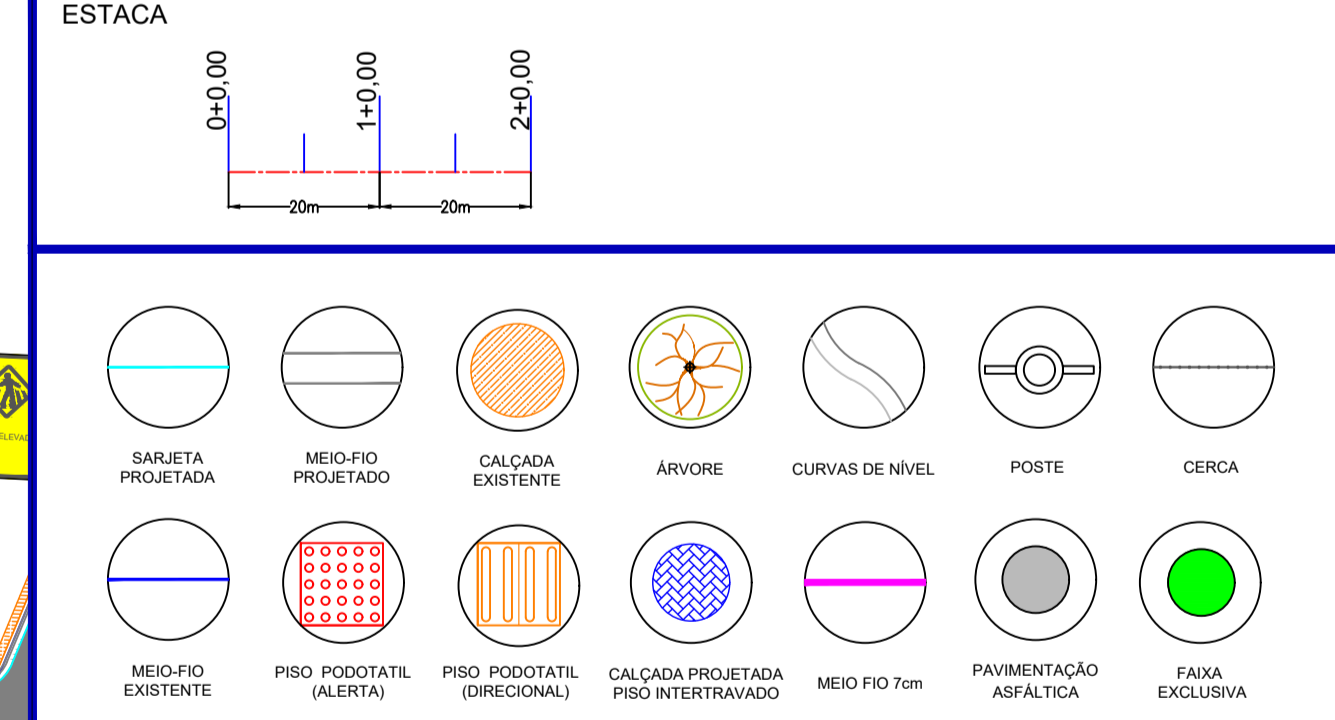 ESTACA
0+0,00
1+0,00
2+0,00
20m
20m
SARJETA
PROJETADA
MEIO-FIO
PROJETADO
CALÇADA
EXISTENTE
ÁRVORE
CURVAS DE NÍVEL
POSTE
CERCA
MEIO-FIO
EXISTENTE
PISO PODOTATIL
(ALERTA)
PISO PODOTATIL
(DIRECIONAL)
CALÇADA PROJETADA
PISO INTERTRAVADO
MEIO FIO 7cm
PAVIMENTAÇÃO
ASFÁLTICA
FAIXA
EXCLUSIVA